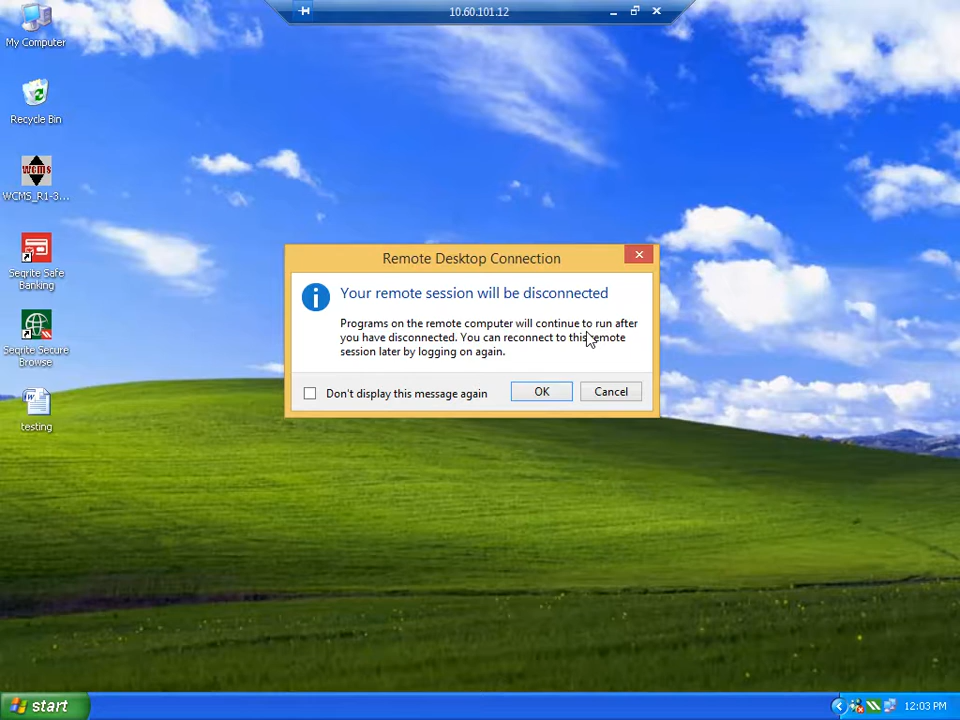 10.60.101.12
My Computer
Recycle Bin
WCMS
WCMS_R1-3...
Seqrite Safe
Banking
Seqrite Secure
Browse
testing
Remote Desktop Connection
Your remote session will be disconnected
Programs on the remote computer will continue to run after
you have disconnected. You can reconnect to this remote
session later by logging on again.
Don't display this message again
OK
Cancel
start
12:03 PM